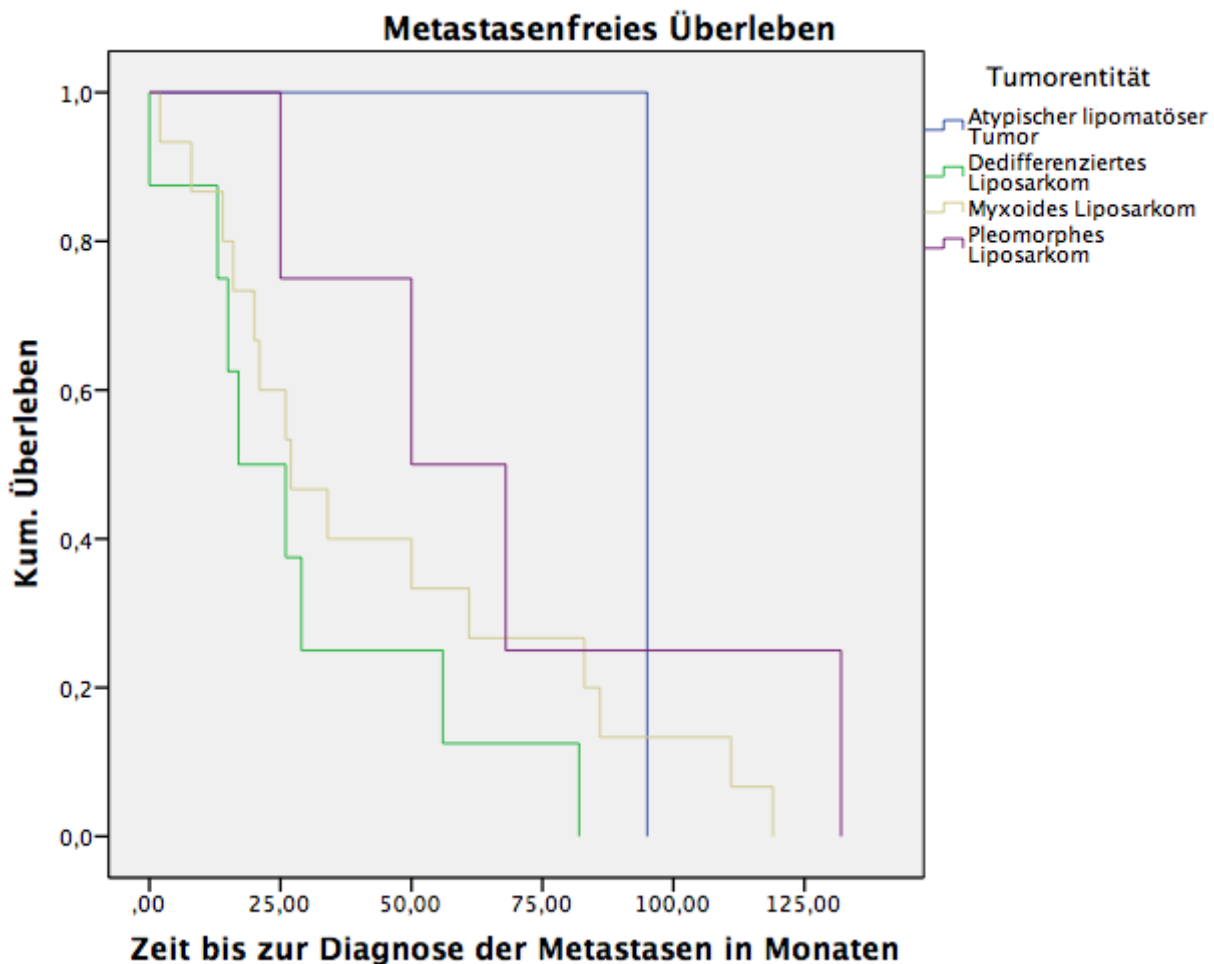 Metastasenfreies Überleben
Tumorentität
Atypischer lipomatöser
Tumor
Dedifferenziertes
Liposarkom
Myxoides Liposarkom
Pleomorphes
Liposarkom
Kum. Überleben
1,0
0,8
0,6
0,4
0,2
0,0
,00 25,00 50,00 75,00 100,00 125,00
Zeit bis zur Diagnose der Metastasen in Monaten